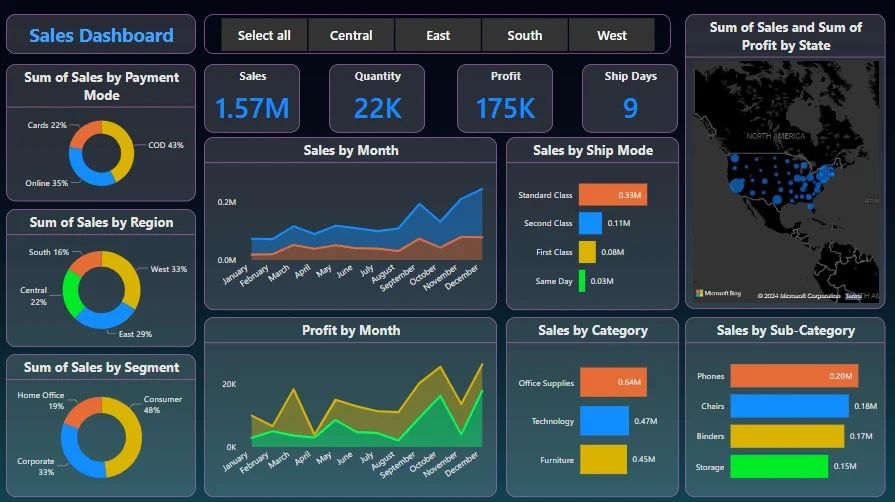 Sales Dashboard
Select all
Central
East
South
West
Sum of Sales and Sum of
Profit by State
Sum of Sales by Payment
Mode
Cards 22%
COD 43%
Online 35%
Sales
1.57M
Quantity
22K
Profit
175K
Ship Days
9
Sales by Month
0.2M
0.0M
January
February
March
April
May
June
July
August
September
October
November
December
Sales by Ship Mode
Standard Class
0.33M
Second Class
0.11M
First Class
0.08M
Same Day
0.03M
NORTH AMERICA
Microsoft Bing
© 2024 Microsoft Corporation
Terms
Sum of Sales by Region
South 16%
West 33%
Central
22%
East 29%
Sum of Sales by Segment
Home Office
19%
Consumer
48%
Corporate
33%
Profit by Month
20K
0K
January
February
March
April
May
June
July
August
September
October
November
December
Sales by Category
Office Supplies
0.64M
Technology
0.47M
Furniture
0.45M
Sales by Sub-Category
Phones
0.20M
Chairs
0.18M
Binders
0.17M
Storage
0.15M